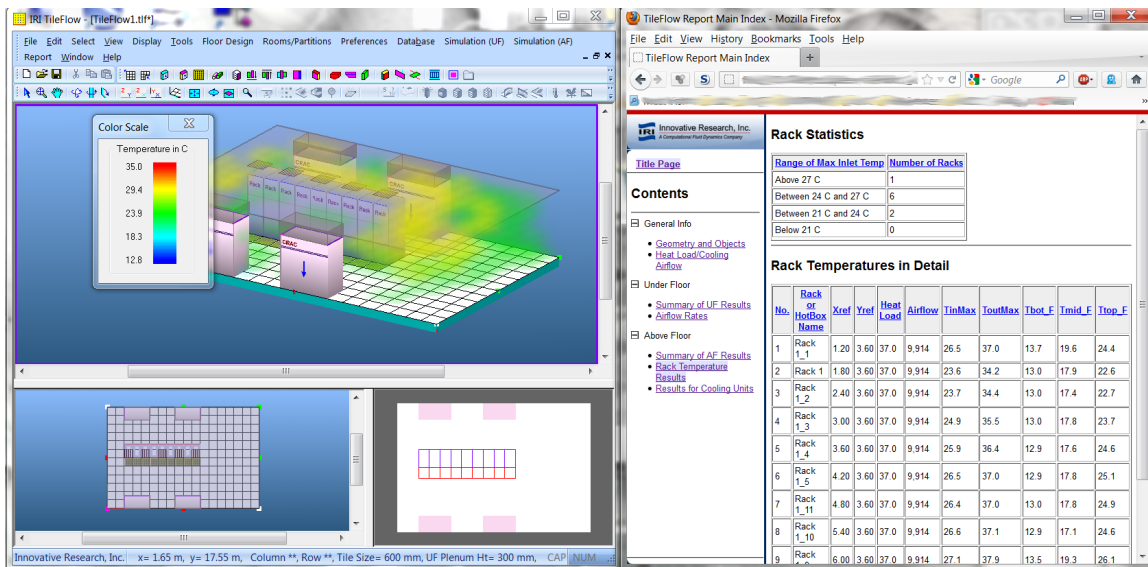 IRI TileFlow - [TileFlow1.tlf*]
File Edit Select View Display Tools Floor Design Rooms/Partitions Preferences DataBase Simulation (UF) Simulation (AF)
Report Window Help
Color Scale
Temperature in C
35.0
29.4
23.9
18.3
12.8
CRAC
CRAC
Rack Rack Rack Rack Rack Rack Rack Rack Rack
CRAC
Innovative Research, Inc. x= 1.65 m, y= 17.55 m, Column **, Row **, Tile Size= 600 mm, UF Plenum Ht= 300 mm, CAP NUM
TileFlow Report Main Index - Mozilla Firefox
File Edit View History Bookmarks Tools Help
TileFlow Report Main Index
Google
IRI Innovative Research, Inc.
A Computational Fluid Dynamics Company
Title Page
Contents
General Info
Geometry and Objects
Heat Load/Cooling
Airflow
Under Floor
Summary of UF Results
Airflow Rates
Above Floor
Summary of AF Results
Rack Temperature
Results
Results for Cooling Units
Rack Statistics
Range of Max Inlet Temp Number of Racks
Above 27 C 1
Between 24 C and 27 C 6
Between 21 C and 24 C 2
Below 21 C 0
Rack Temperatures in Detail
No. Rack or HotBox Name Xref Yref Heat Load Airflow TinMax ToutMax Tbot_F Tmid_F Ttop_F
1 Rack 1_1 1.20 3.60 37.0 9,914 26.5 37.0 13.7 19.6 24.4
2 Rack 1 1.80 3.60 37.0 9,914 23.6 34.2 13.0 17.9 22.6
3 Rack 1_2 2.40 3.60 37.0 9,914 23.7 34.4 13.0 17.4 22.7
4 Rack 1_3 3.00 3.60 37.0 9,914 24.9 35.5 13.0 17.8 23.7
5 Rack 1_4 3.60 3.60 37.0 9,914 25.9 36.4 12.9 17.6 24.6
6 Rack 1_5 4.20 3.60 37.0 9,914 26.5 37.0 12.9 17.8 25.1
7 Rack 1_11 4.80 3.60 37.0 9,914 26.4 37.0 13.0 17.8 24.9
8 Rack 1_10 5.40 3.60 37.0 9,914 26.6 37.1 12.9 17.1 24.6
9 Rack 6.00 3.60 37.0 9,914 27.1 37.9 13.5 19.3 26.1